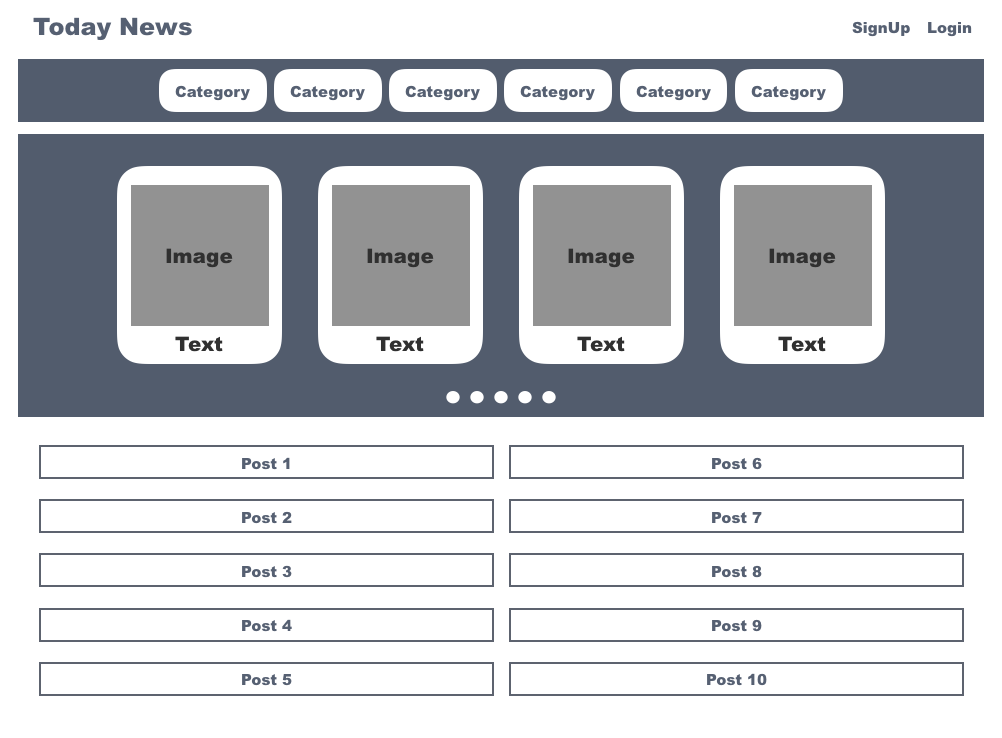 Today News
SignUp Login
Category Category Category Category Category Category
Image Image Image Image
Text Text Text Text
Post 1
Post 2
Post 3
Post 4
Post 5
Post 6
Post 7
Post 8
Post 9
Post 10